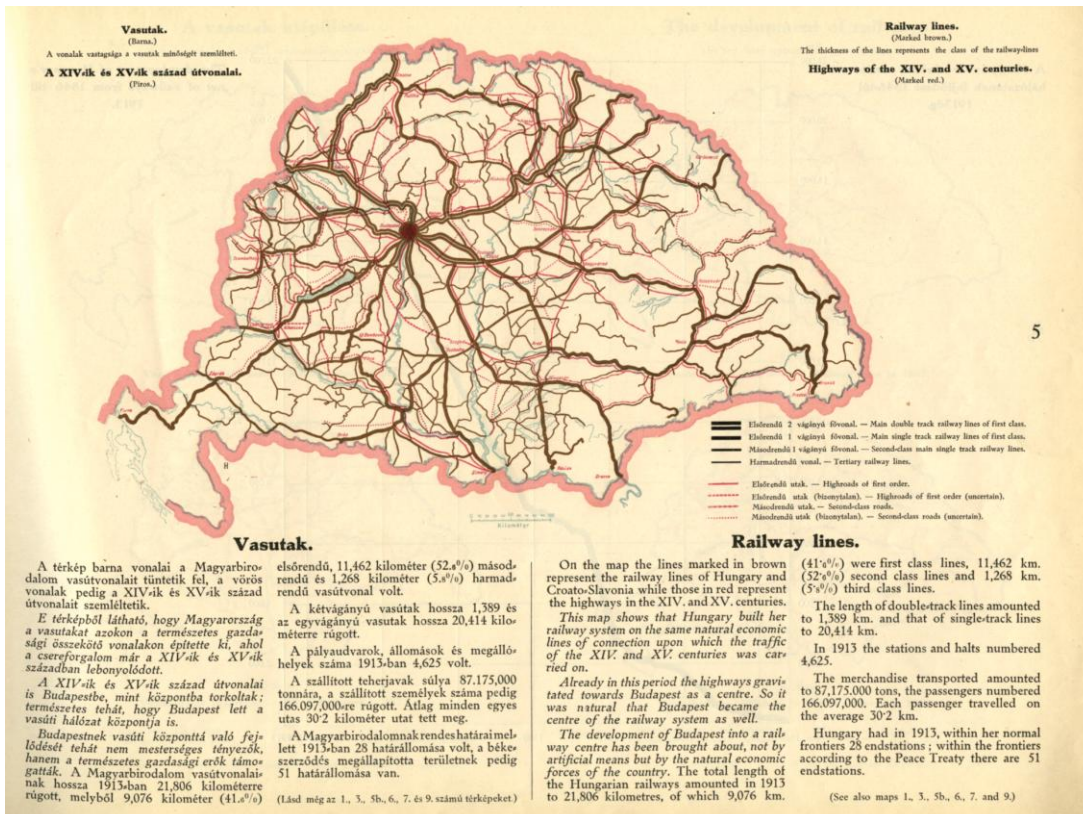 Vasutak.
(Barna.)
A vonalak vastagsága a vasutak minőségét szemlélteti.
A XIV-ik és XV-ik század útvonalai.
(Piros.)
Railway lines.
(Marked brown.)
The thickness of the lines represents the class of the railway-lines
Highways of the XIV. and XV. centuries.
(Marked red.)
5
H
Elsőrendű 2 vágányú fővonal. — Main double track railway lines of first class.
Elsőrendű 1 vágányú fővonal. — Main single track railway lines of first class.
Másodrendű 1 vágányú fővonal. — Second-class main single track railway lines.
Harmadrendű vonal. — Tertiary railway lines.
Elsőrendű utak. — Highroads of first order.
Elsőrendű utak (bizonytalan). — Highroads of first order (uncertain).
Másodrendű utak. — Second-class roads.
Másodrendű utak (bizonytalan). — Second-class roads (uncertain).
Vasutak.
A térkép barna vonalai a Magyarbiro-
dalom vasútvonalait tüntetik fel, a vörös
vonalak pedig a XIV-ik és XV-ik század
útvonalait szemléltetik.
E térképből látható, hogy Magyarország
a vasutakat azokon a természetes gazda-
sági összekötő vonalakon építette ki, ahol
a csereforgalom már a XIV-ik és XV-ik
században lebonyolódott.
A XIV-ik és XV-ik század útvonalai
is Budapestbe, mint központba torkoltak;
természetes tehát, hogy Budapest lett a
vasúti hálózat központja is.
Budapestnek vasúti központtá való fej-
lődését tehát nem mesterséges tényezők,
hanem a természetes gazdasági erők támo-
gatták. A Magyarbirodalom vasútvonalai-
nak hossza 1913-ban 21,806 kilométerre
rúgott, melyből 9,076 kilométer (41.6%)
elsőrendű, 11,462 kilométer (52.6%) másod-
rendű és 1,268 kilométer (5.8%) harmad-
rendű vasútvonal volt.
A kétvágányú vasútak hossza 1,389 és
az egyvágányú vasutak hossza 20,414 kilo-
méterre rúgott.
A pályaudvarok, állomások és megálló-
helyek száma 1913-ban 4,625 volt.
A szállított teherjavak súlya 87.175,000
tonnára, a szállított személyek száma pedig
166.097,000-re rúgott. Átlag minden egyes
utas 30·2 kilométer utat tett meg.
A Magyarbirodalomnak rendes határai mel-
lett 1913-ban 28 határállomása volt, a béke-
szerződés megállapította területnek pedig
51 határállomása van.
(Lásd még az 1., 3., 5b., 6., 7. és 9. számú térképeket.)
Railway lines.
On the map the lines marked in brown
represent the railway lines of Hungary and
Croato-Slavonia while those in red represent
the highways in the XIV. and XV. centuries.
This map shows that Hungary built her
railway system on the same natural economic
lines of connection upon which the traffic
of the XIV. and XV. centuries was car-
ried on.
Already in this period the highways gravi-
tated towards Budapest as a centre. So it
was natural that Budapest became the
centre of the railway system as well.
The development of Budapest into a rail-
way centre has been brought about, not by
artificial means but by the natural economic
forces of the country. The total length of
the Hungarian railways amounted in 1913
to 21,806 kilometres, of which 9,076 km.
(41·6%) were first class lines, 11,462 km.
(52·6%) second class lines and 1,268 km.
(5·8%) third class lines.
The length of double-track lines amounted
to 1,389 km. and that of single-track lines
to 20,414 km.
In 1913 the stations and halts numbered
4,625.
The merchandise transported amounted
to 87,175.000 tons, the passengers numbered
166.097,000. Each passenger travelled on
the average 30·2 km.
Hungary had in 1913, within her normal
frontiers 28 endstations ; within the frontiers
according to the Peace Treaty there are 51
endstations.
(See also maps 1., 3., 5b., 6., 7. and 9.)